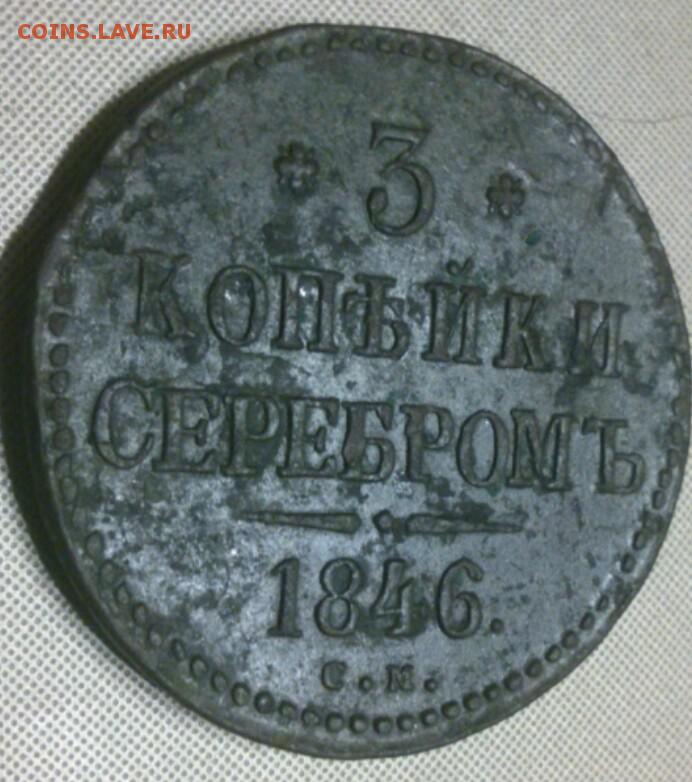 COINS.LAVE.RU
* 3 *
КОПѢЙКИ
СЕРЕБРОМЪ
1846.
С. М.